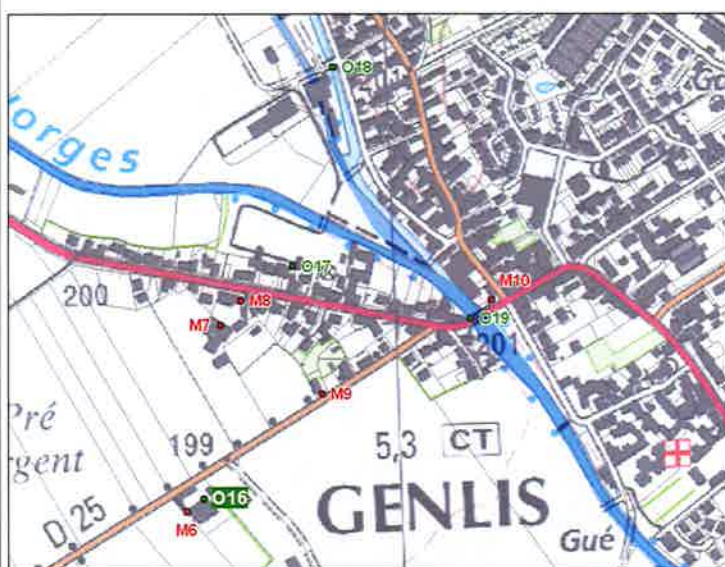 O18
orges
O17
200
M8
M10
M7
O19
201
M9
Pré
gent
199
5,3
CT
D 25
O16
M6
GENLIS
Gué
Ge